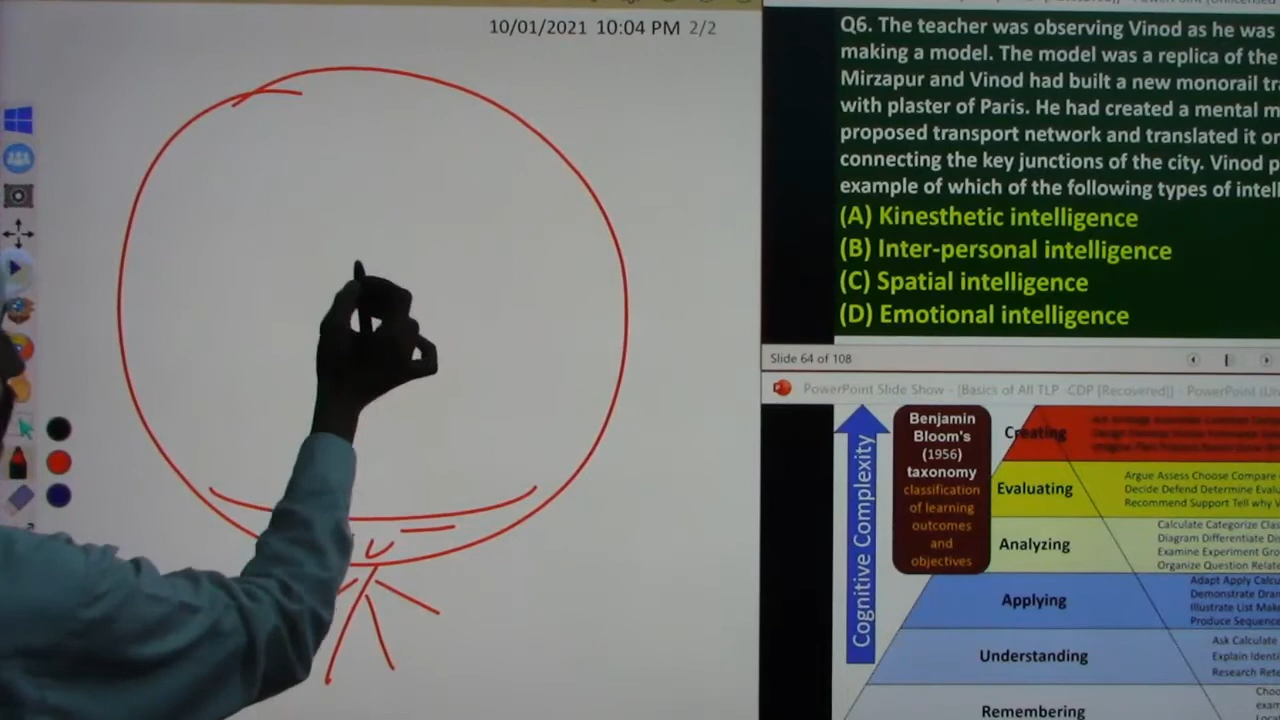 10/01/2021 10:04 PM 2/2
Q6. The teacher was observing Vinod as he was
making a model. The model was a replica of the
Mirzapur and Vinod had built a new monorail tra
with plaster of Paris. He had created a mental m
proposed transport network and translated it
connecting the key junctions of the city. Vinod p
example of which of the following types of intell
(A) Kinesthetic intelligence
(B) Inter-personal intelligence
(C) Spatial intelligence
(D) Emotional intelligence
Slide 64 of 108
PowerPoint Slide Show - [Basics of All TLP CDP [Recovered]] - PowerPoint
Cognitive Complexity
Benjamin
Bloom's
(1956)
taxonomy
classification
of learning
outcomes
and
objectives
Creating
Evaluating
Argue Assess Choose Compare
Decide Defend Determine
Recommend Support Tell why
Analyzing
Calculate Categorize
Diagram Differentiate
Examine Experiment
Organize Question
Applying
Adapt Apply
Demonstrate
Illustrate List
Produce
Understanding
Ask Calculate
Explain
Research
Remembering